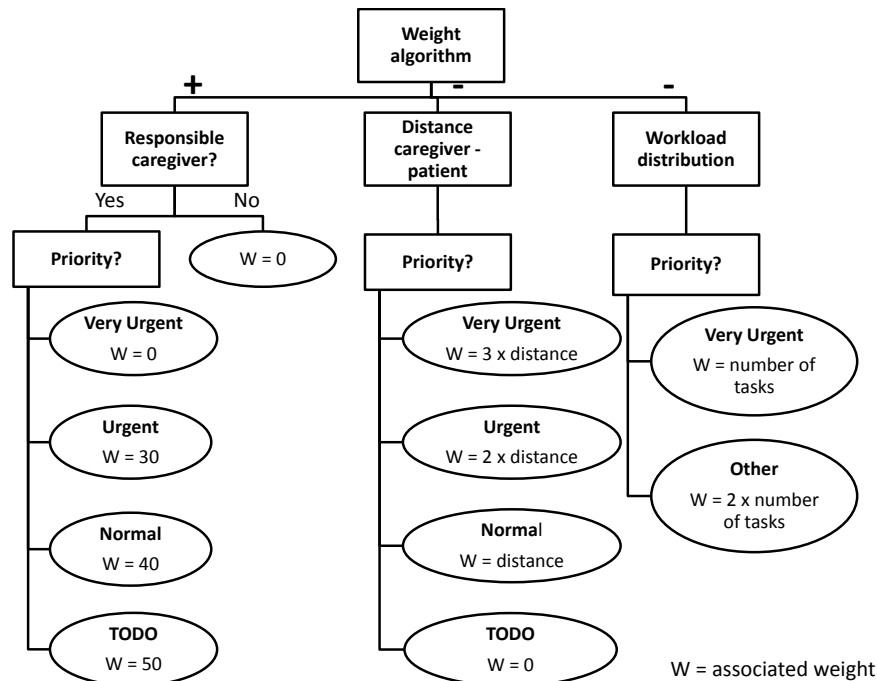 Weight
algorithm
+
-
-
Responsible
caregiver?
Distance
caregiver -
patient
Workload
distribution
Yes
No
Priority?
W = 0
Priority?
Priority?
Very Urgent
W = 0
Very Urgent
W = 3 x distance
Very Urgent
W = number of
tasks
Urgent
W = 30
Urgent
W = 2 x distance
Other
W = 2 x number
of tasks
Normal
W = 40
Normal
W = distance
TODO
W = 50
TODO
W = 0
W = associated weight